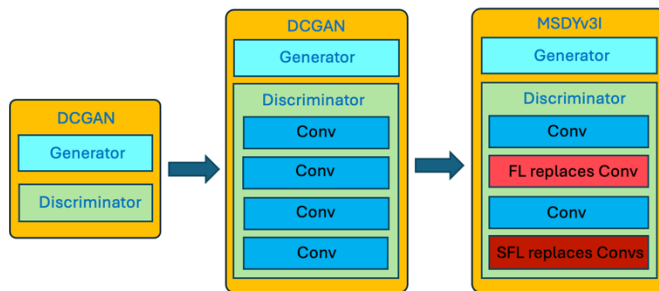 DCGAN
Generator
Discriminator
DCGAN
Generator
Discriminator
Conv
Conv
Conv
Conv
MSDYv3I
Generator
Discriminator
Conv
FL replaces Conv
Conv
SFL replaces Convs